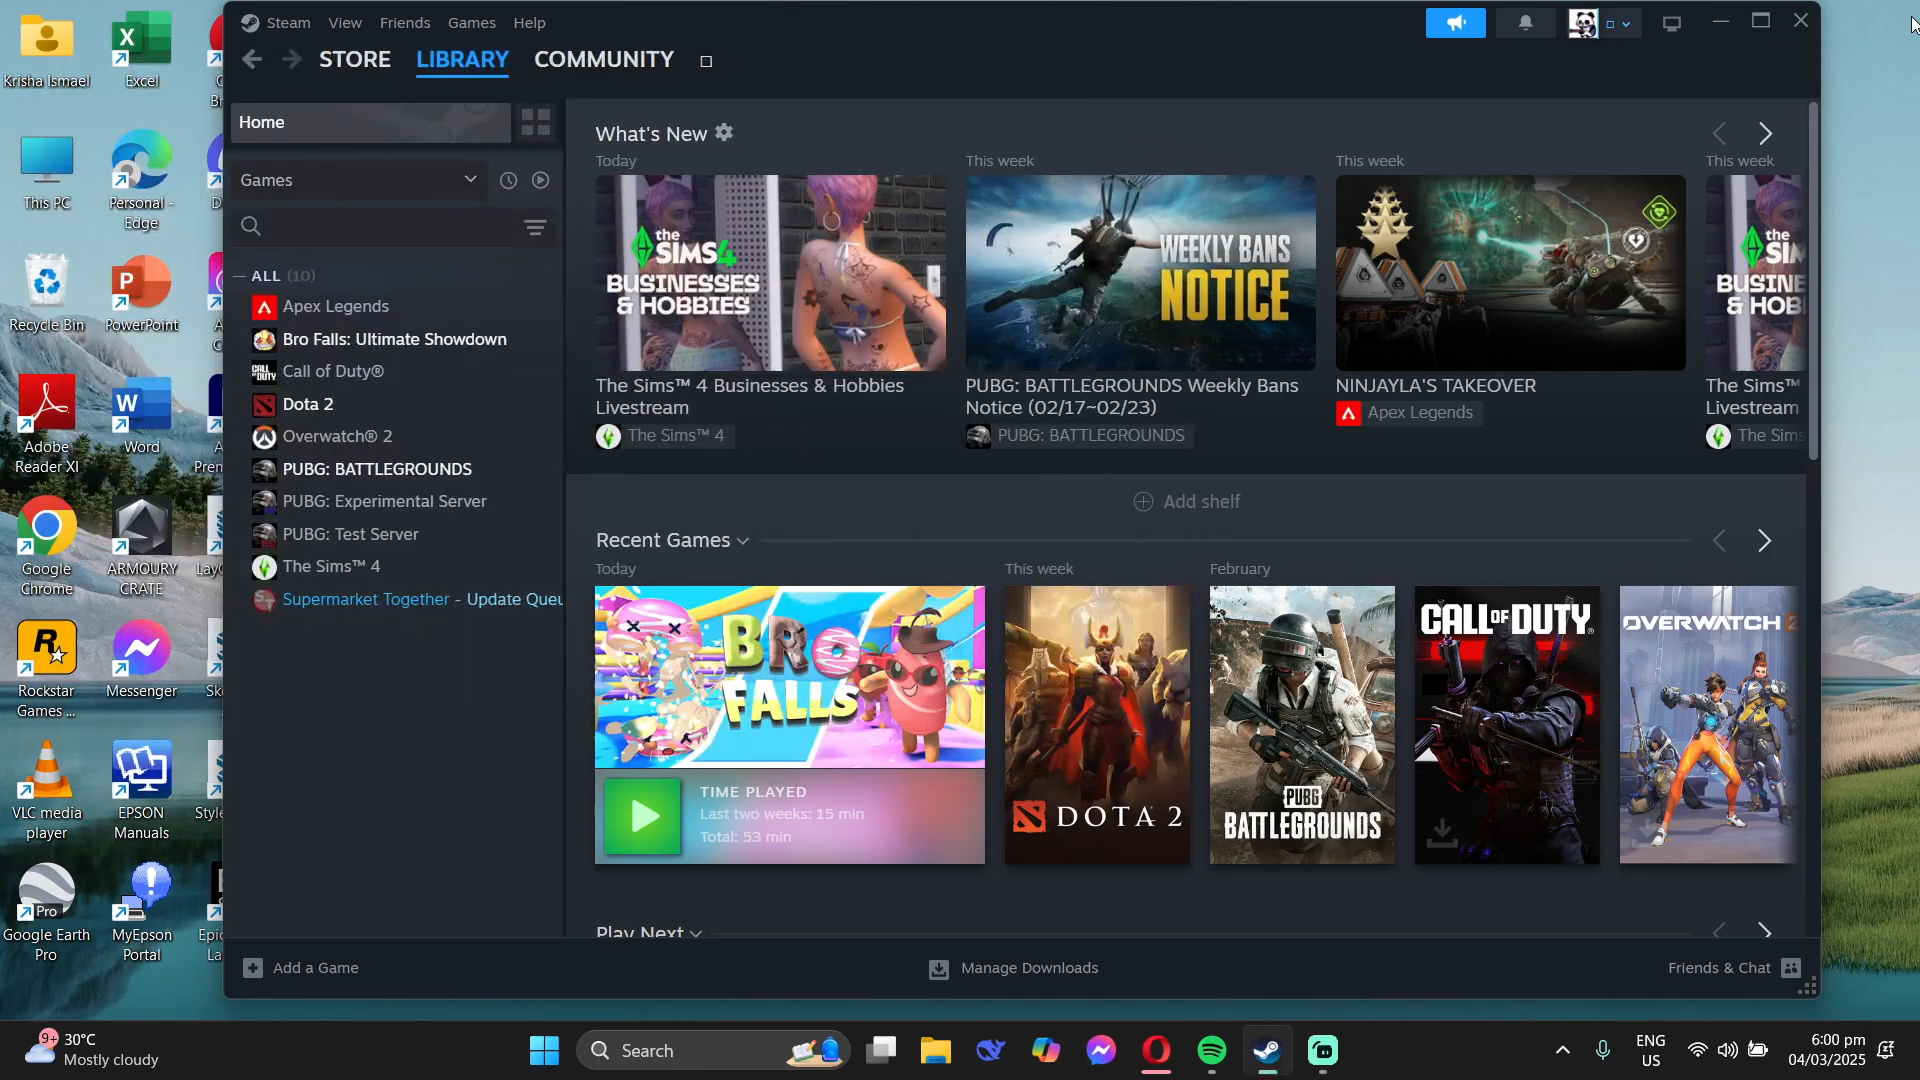 Steam View Friends Games Help
STORE LIBRARY COMMUNITY
Home
Games
ALL (10)
Apex Legends
Bro Falls: Ultimate Showdown
Call of Duty®
Dota 2
Overwatch® 2
PUBG: BATTLEGROUNDS
PUBG: Experimental Server
PUBG: Test Server
The Sims™ 4
Supermarket Together - Update Queu
What's New
Today
This week
This week
This week
the SIMS 4
BUSINESSES
& HOBBIES
WEEKLY BANS
NOTICE
The Sims™ 4 Businesses & Hobbies
Livestream
The Sims™ 4
PUBG: BATTLEGROUNDS Weekly Bans
Notice (02/17~02/23)
PUBG: BATTLEGROUNDS
NINJAYLA'S TAKEOVER
Apex Legends
The Sims™
Livestream
The Sims
Add shelf
Recent Games
Today
This week
February
BRO
FALLS
TIME PLAYED
Last two weeks: 15 min
Total: 53 min
DOTA 2
PUBG
BATTLEGROUNDS
CALL OF DUTY
OVERWATCH 2
Play Next
Add a Game
Manage Downloads
Friends & Chat
Krisha Ismael
Excel
This PC
Personal -
Edge
Recycle Bin
PowerPoint
Adobe
Reader XI
Word
Google
Chrome
ARMOURY
CRATE
Rockstar
Games ...
Messenger
VLC media
player
EPSON
Manuals
Google Earth
Pro
MyEpson
Portal
9+
30°C
Mostly cloudy
Search
ENG
US
6:00 pm
04/03/2025